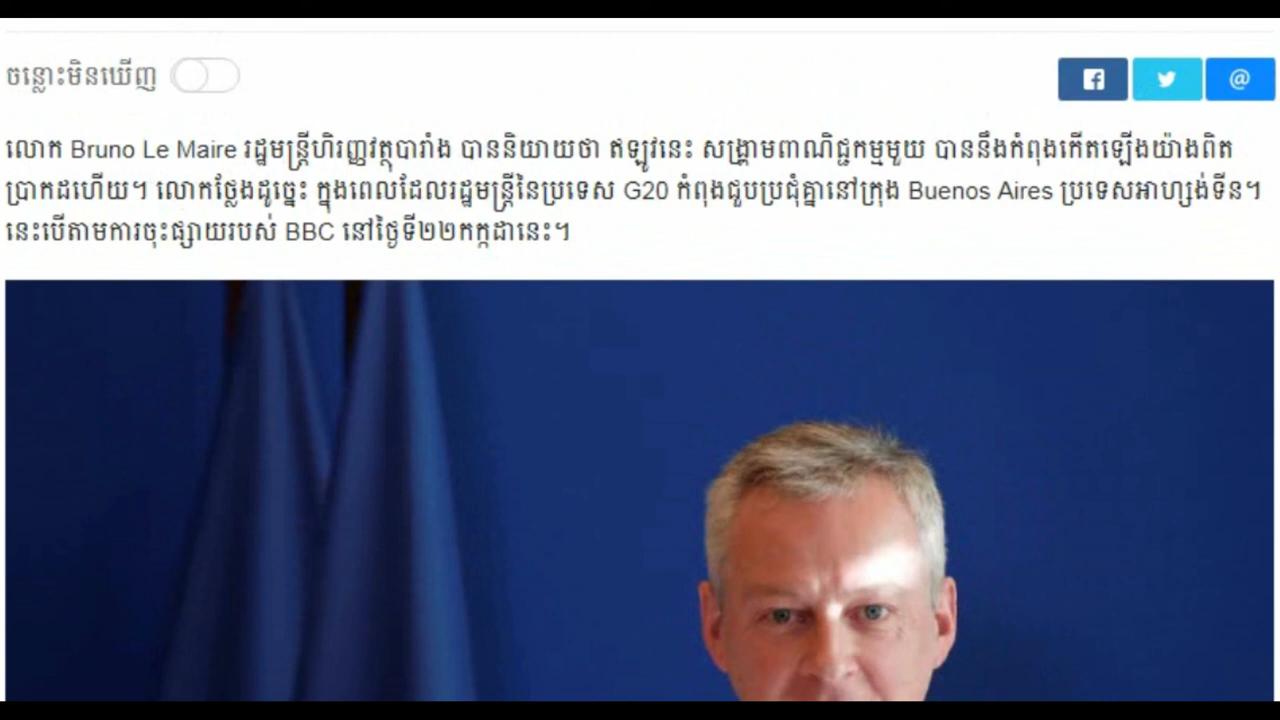 ចន្លោះមិនឃើញ
@
លោក Bruno Le Maire រដ្ឋមន្ត្រីហិរញ្ញវត្ថុបារាំង បាននិយាយថា ឥឡូវនេះ សង្គ្រាមពាណិជ្ជកម្មមួយ បាននឹងកំពុងកើតឡើងយ៉ាងពិត
ប្រាកដហើយ។ លោកថ្លែងដូច្នេះ ក្នុងពេលដែលរដ្ឋមន្ត្រីនៃប្រទេស G20 កំពុងជួបប្រជុំគ្នានៅក្រុង Buenos Aires ប្រទេសអាហ្សង់ទីន។
នេះបើតាមការចុះផ្សាយរបស់ BBC នៅថ្ងៃទី២២កក្កដានេះ។